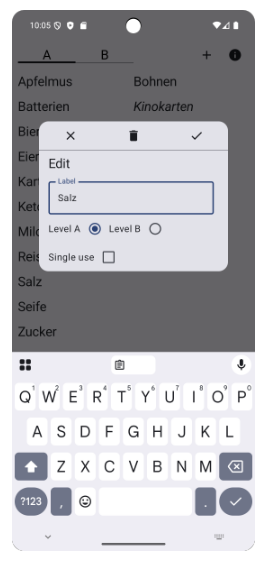 10:05
A B +
Apfelmus Bohnen
Batterien Kinokarten
Bier
Eier
Edit
Kar
Label
Salz
Kete
Milc
Level A Level B
Reis
Single use
Salz
Seife
Zucker
Q1 W2 E3 R4 T5 Y6 U7 I8 O9 P0
A S D F G H J K L
Z X C V B N M
?123 , .